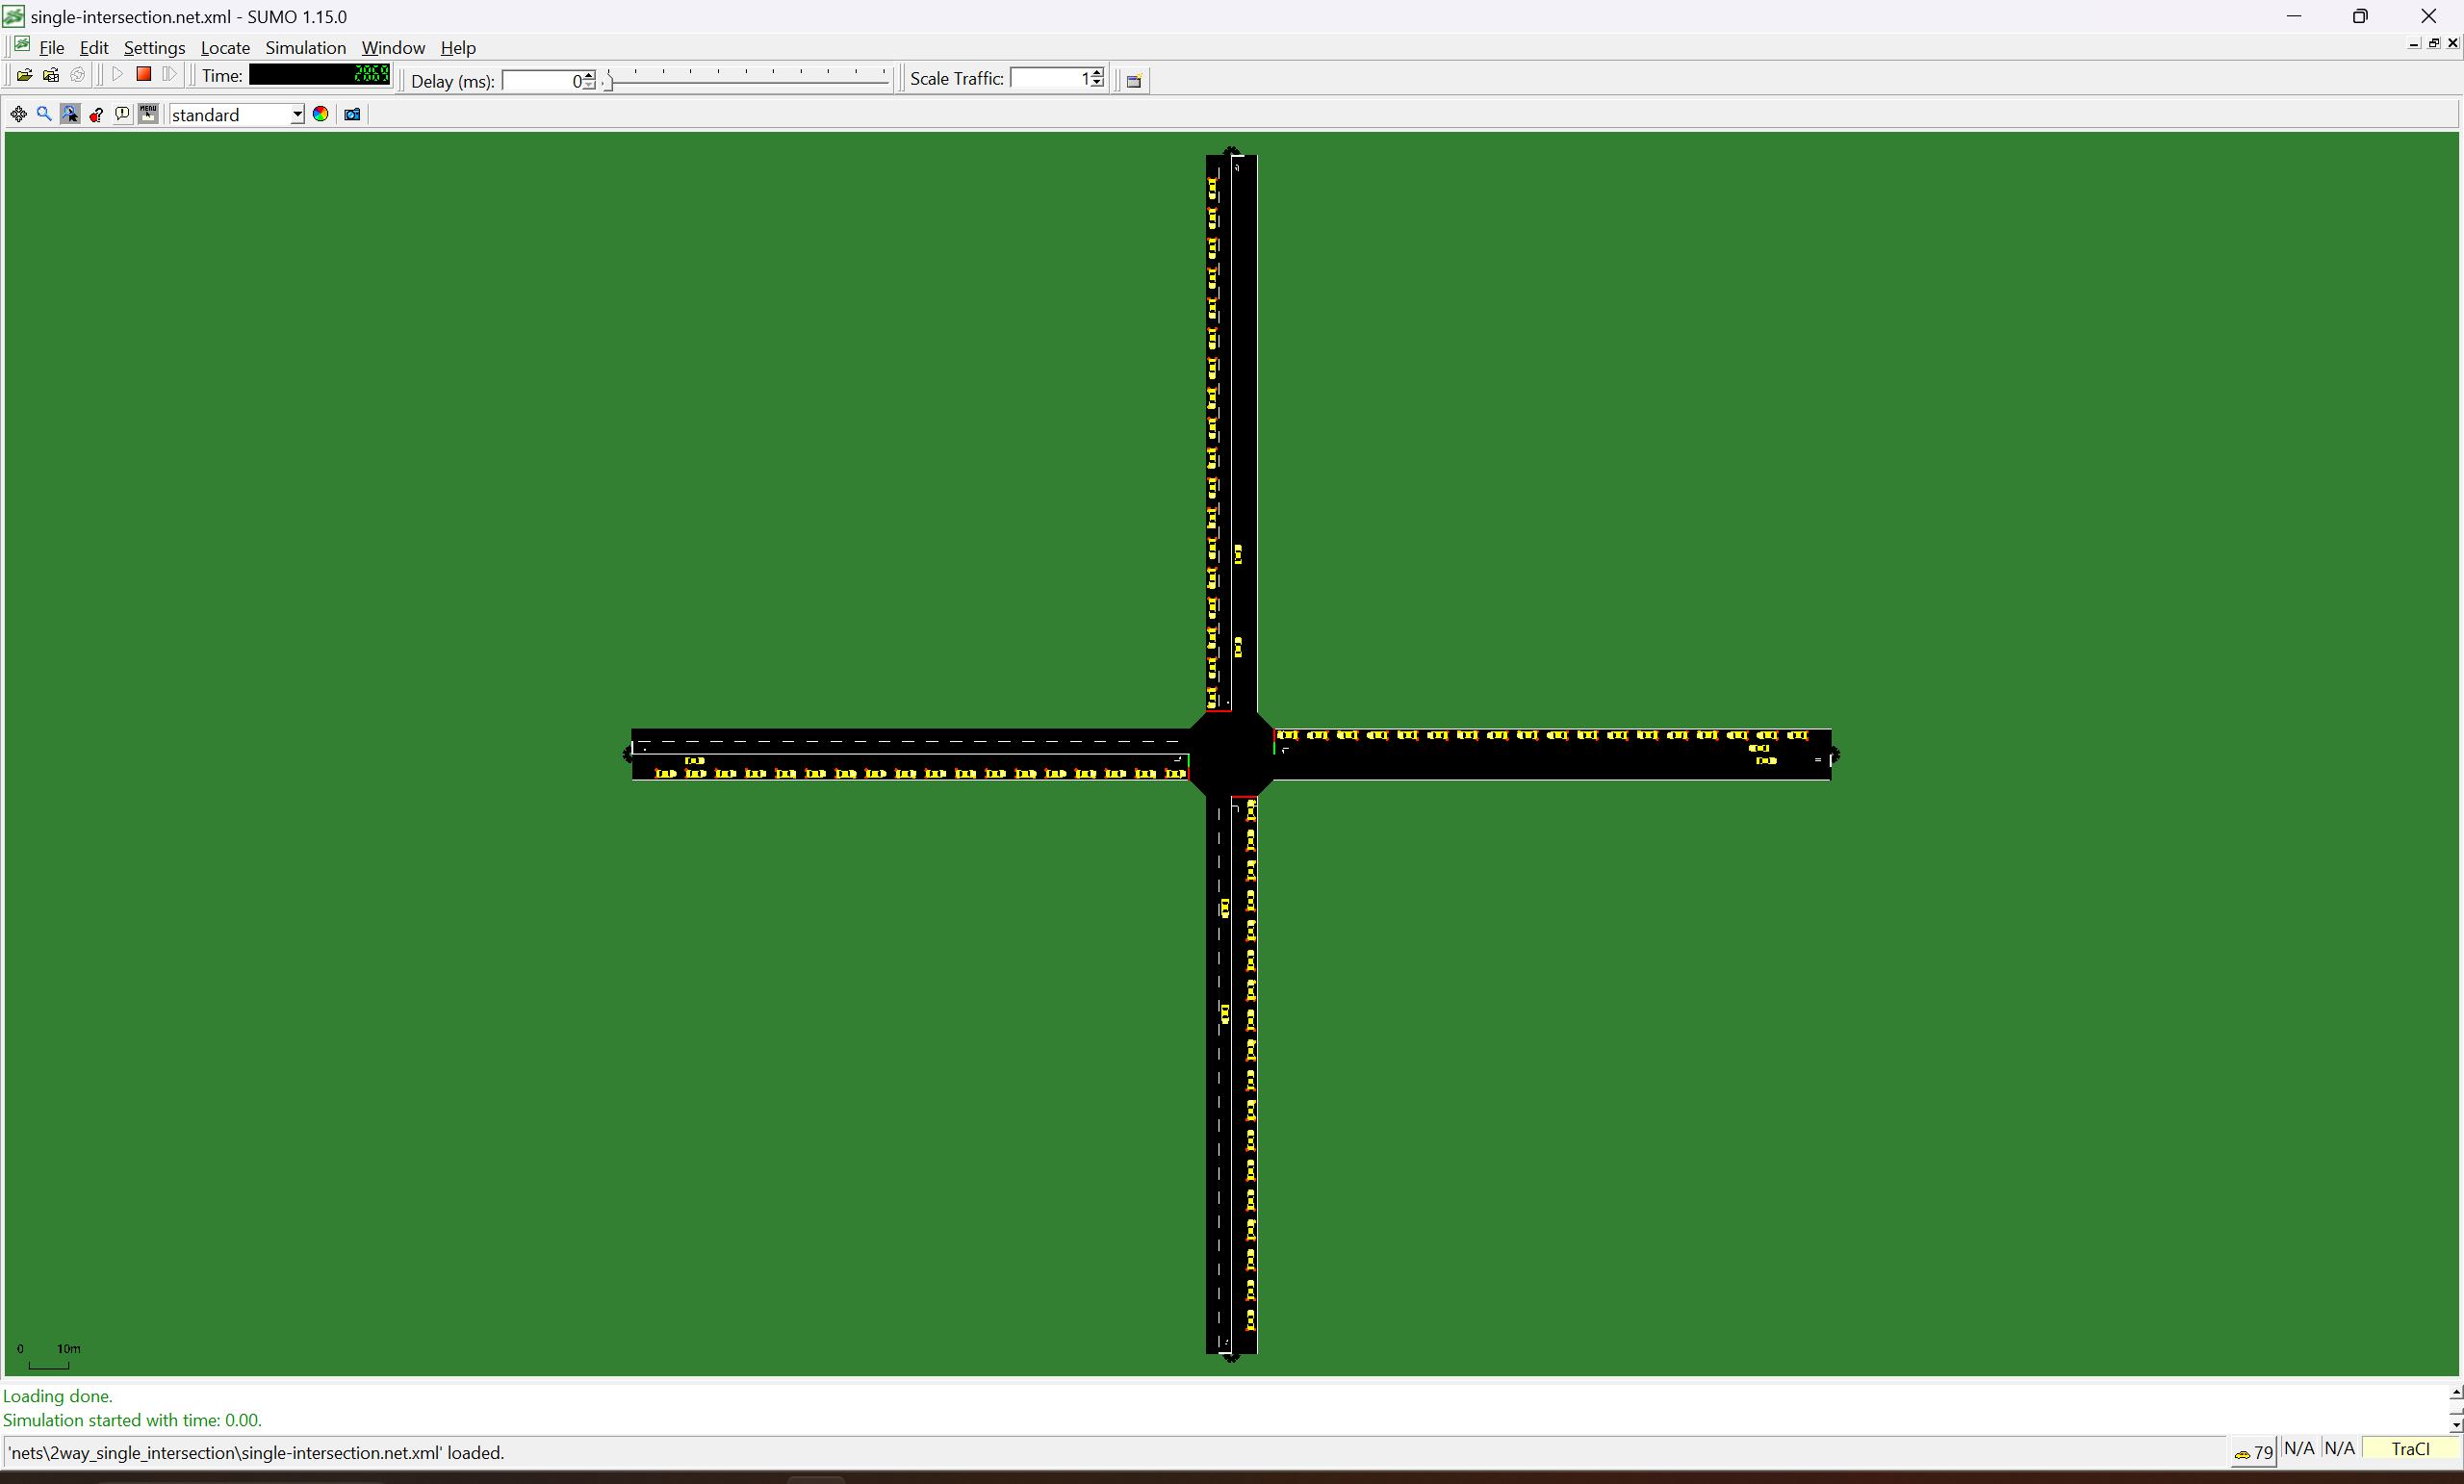 single-intersection.net.xml - SUMO 1.15.0
File Edit Settings Locate Simulation Window Help
Time: 2869 Delay (ms): 0 Scale Traffic: 1
MENU standard
0 10m
Loading done.
Simulation started with time: 0.00.
'nets\2way_single_intersection\single-intersection.net.xml' loaded. 79 N/A N/A TraCI